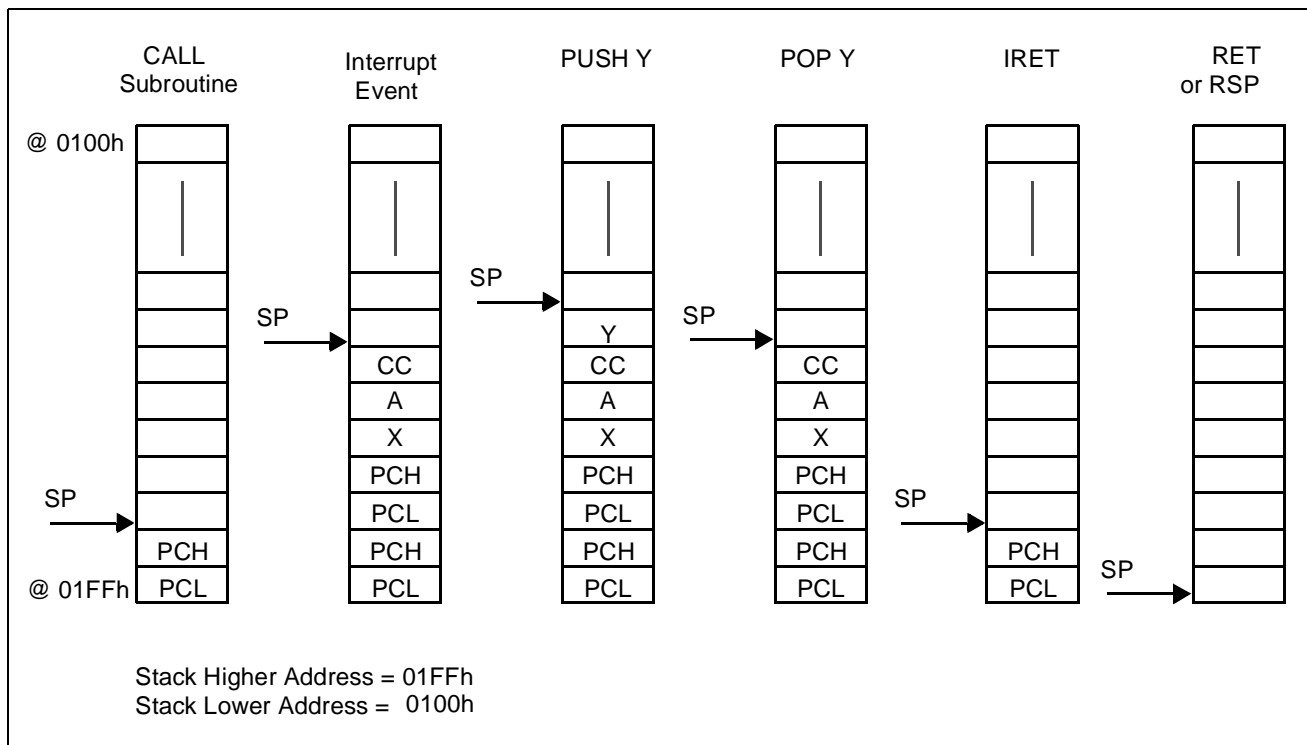 CALL
Subroutine
Interrupt
Event
PUSH Y
POP Y
IRET
RET
or RSP
@ 0100h
SP
SP
SP
Y
CC
CC
CC
A
A
A
X
X
X
PCH
PCH
PCH
SP
SP
PCL
PCL
PCL
PCH
PCH
PCH
PCH
PCH
SP
@ 01FFh
PCL
PCL
PCL
PCL
PCL
Stack Higher Address = 01FFh
Stack Lower Address = 0100h